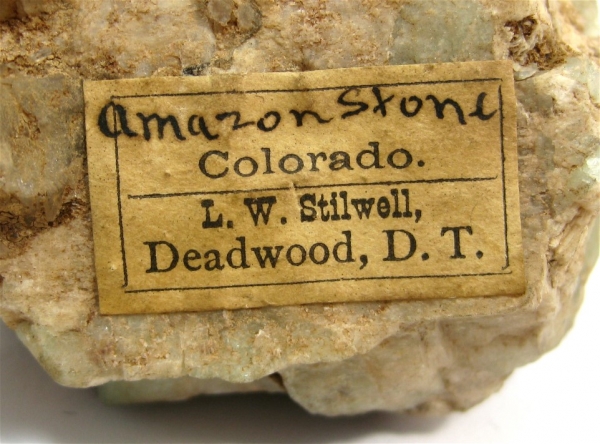 Amazon Stone
Colorado.
L. W. Stilwell,
Deadwood, D. T.